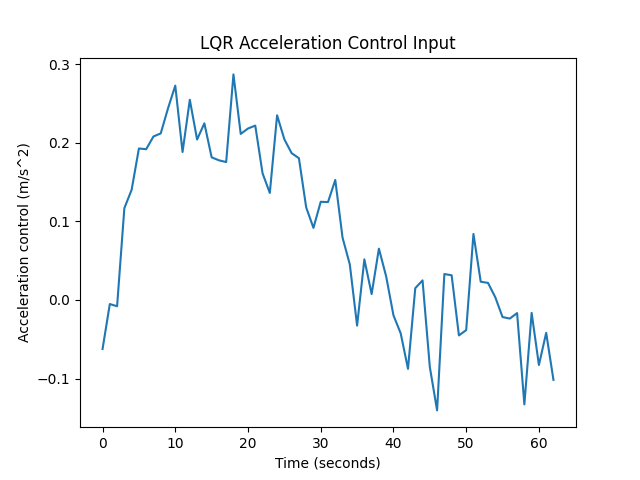 LQR Acceleration Control Input
Acceleration control (m/s^2)
0.3
0.2
0.1
0.0
−0.1
0 10 20 30 40 50 60
Time (seconds)